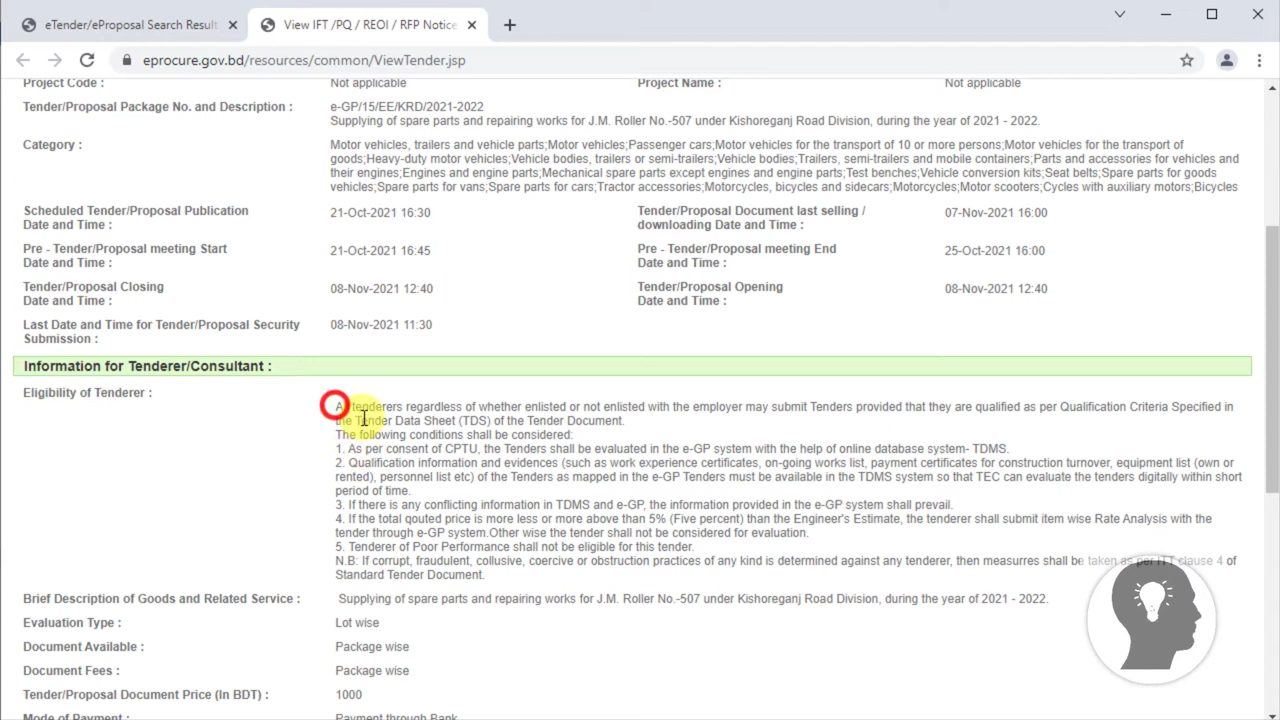 eTender/eProposal Search Result
View IFT /PQ / REOI / RFP Notice
eprocure.gov.bd/resources/common/ViewTender.jsp
Project Code : Not applicable Project Name : Not applicable
Tender/Proposal Package No. and Description : e-GP/15/EE/KRD/2021-2022
Supplying of spare parts and repairing works for J.M. Roller No.-507 under Kishoreganj Road Division, during the year of 2021 - 2022.
Category : Motor vehicles, trailers and vehicle parts;Motor vehicles;Passenger cars;Motor vehicles for the transport of 10 or more persons;Motor vehicles for the transport of
goods;Heavy-duty motor vehicles;Vehicle bodies, trailers or semi-trailers;Vehicle bodies;Trailers, semi-trailers and mobile containers;Parts and accessories for vehicles and
their engines;Engines and engine parts;Mechanical spare parts except engines and engine parts;Test benches;Vehicle conversion kits;Seat belts;Spare parts for goods
vehicles;Spare parts for vans;Spare parts for cars;Tractor accessories;Motorcycles, bicycles and sidecars;Motorcycles;Motor scooters;Cycles with auxiliary motors;Bicycles
Scheduled Tender/Proposal Publication
Date and Time : 21-Oct-2021 16:30
Tender/Proposal Document last selling /
downloading Date and Time : 07-Nov-2021 16:00
Pre - Tender/Proposal meeting Start
Date and Time : 21-Oct-2021 16:45
Pre - Tender/Proposal meeting End
Date and Time : 25-Oct-2021 16:00
Tender/Proposal Closing
Date and Time : 08-Nov-2021 12:40
Tender/Proposal Opening
Date and Time : 08-Nov-2021 12:40
Last Date and Time for Tender/Proposal Security
Submission : 08-Nov-2021 11:30
Information for Tenderer/Consultant :
Eligibility of Tenderer :
All tenderers regardless of whether enlisted or not enlisted with the employer may submit Tenders provided that they are qualified as per Qualification Criteria Specified in
the Tender Data Sheet (TDS) of the Tender Document.
The following conditions shall be considered:
1. As per consent of CPTU, the Tenders shall be evaluated in the e-GP system with the help of online database system- TDMS.
2. Qualification information and evidences (such as work experience certificates, on-going works list, payment certificates for construction turnover, equipment list (own or
rented), personnel list etc) of the Tenders as mapped in the e-GP Tenders must be available in the TDMS system so that TEC can evaluate the tenders digitally within short
period of time.
3. If there is any conflicting information in TDMS and e-GP, the information provided in the e-GP system shall prevail.
4. If the total qouted price is more less or more above than 5% (Five percent) than the Engineer's Estimate, the tenderer shall submit item wise Rate Analysis with the
tender through e-GP system.Other wise the tender shall not be considered for evaluation.
5. Tenderer of Poor Performance shall not be eligible for this tender.
N.B: If corrupt, fraudulent, collusive, coercive or obstruction practices of any kind is determined against any tenderer, then measures shall be taken as per ITT clause 4 of
Standard Tender Document.
Brief Description of Goods and Related Service : Supplying of spare parts and repairing works for J.M. Roller No.-507 under Kishoreganj Road Division, during the year of 2021 - 2022.
Evaluation Type : Lot wise
Document Available : Package wise
Document Fees : Package wise
Tender/Proposal Document Price (In BDT) : 1000
Mode of Payment : Payment through Bank